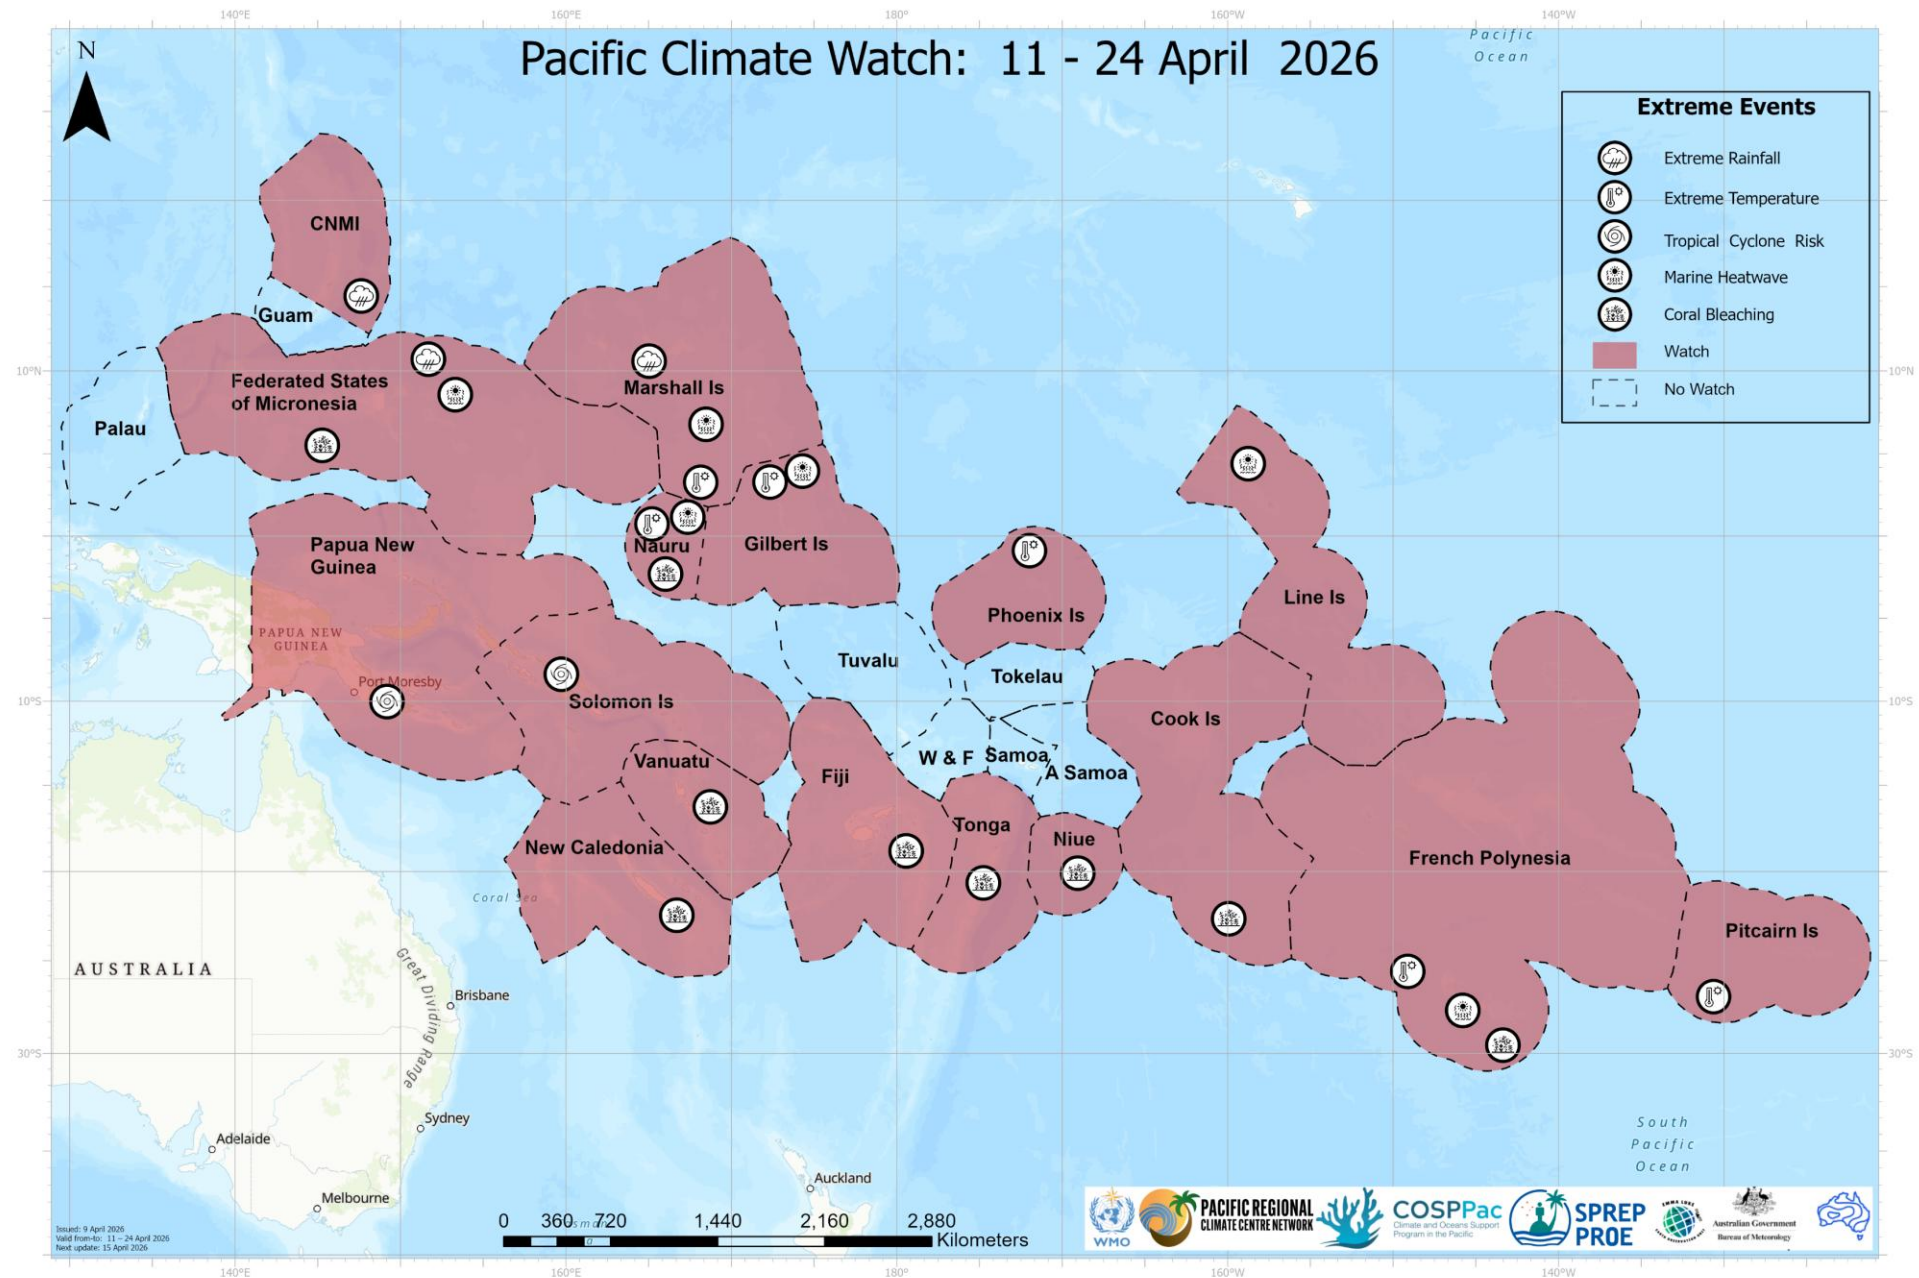 140°E
160°E
180°
160°W
140°W
Pacific Climate Watch: 11 - 24 April 2026
N
Pacific
Ocean
Extreme Events
Extreme Rainfall
Extreme Temperature
Tropical Cyclone Risk
Marine Heatwave
Coral Bleaching
Watch
No Watch
CNMI
Guam
10°N
10°N
Federated States
of Micronesia
Marshall Is
Palau
Papua New
Guinea
Nauru
Gilbert Is
Phoenix Is
Line Is
PAPUA NEW
GUINEA
Tuvalu
Tokelau
Port Moresby
10°S
10°S
Solomon Is
Cook Is
Vanuatu
Fiji
W & F
Samoa
A Samoa
Tonga
Niue
New Caledonia
French Polynesia
Coral Sea
Pitcairn Is
AUSTRALIA
Great Dividing Range
Brisbane
30°S
30°S
Sydney
Adelaide
Auckland
Melbourne
South
Pacific
Ocean
Issued: 9 April 2026
Valid from-to: 11 – 24 April 2026
Next update: 15 April 2026
0 360 720 1,440 2,160 2,880
Kilometers
WMO
PACIFIC REGIONAL
CLIMATE CENTRE NETWORK
COSPPac
Climate and Oceans Support
Program in the Pacific
SPREP
PROE
Australian Government
Bureau of Meteorology
140°E
160°E
180°
160°W
140°W